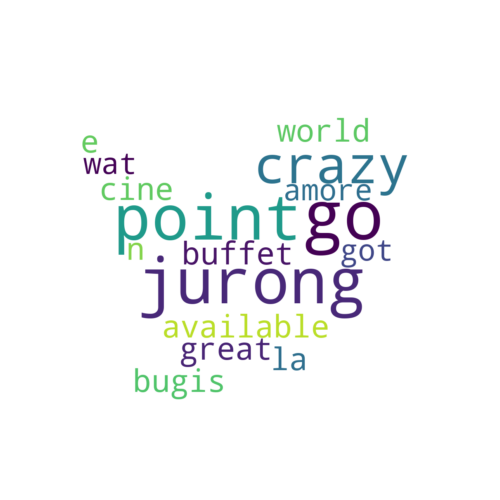 world
e
crazy
wat
cine
amore
point
go
n
buffet
got
jurong
available
great
la
bugis